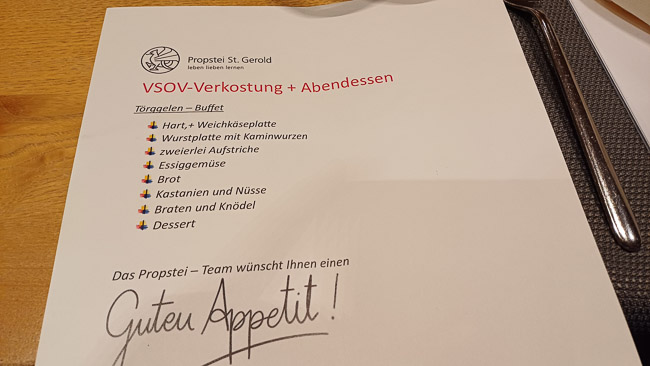 Propstei St. Gerold
leben lieben lernen
VSOV-Verkostung + Abendessen
Törggelen – Buffet
Hart,+ Weichkäseplatte
Wurstplatte mit Kaminwurzen
zweierlei Aufstriche
Essiggemüse
Brot
Kastanien und Nüsse
Braten und Knödel
Dessert
Das Propstei – Team wünscht Ihnen einen
Guten Appetit !